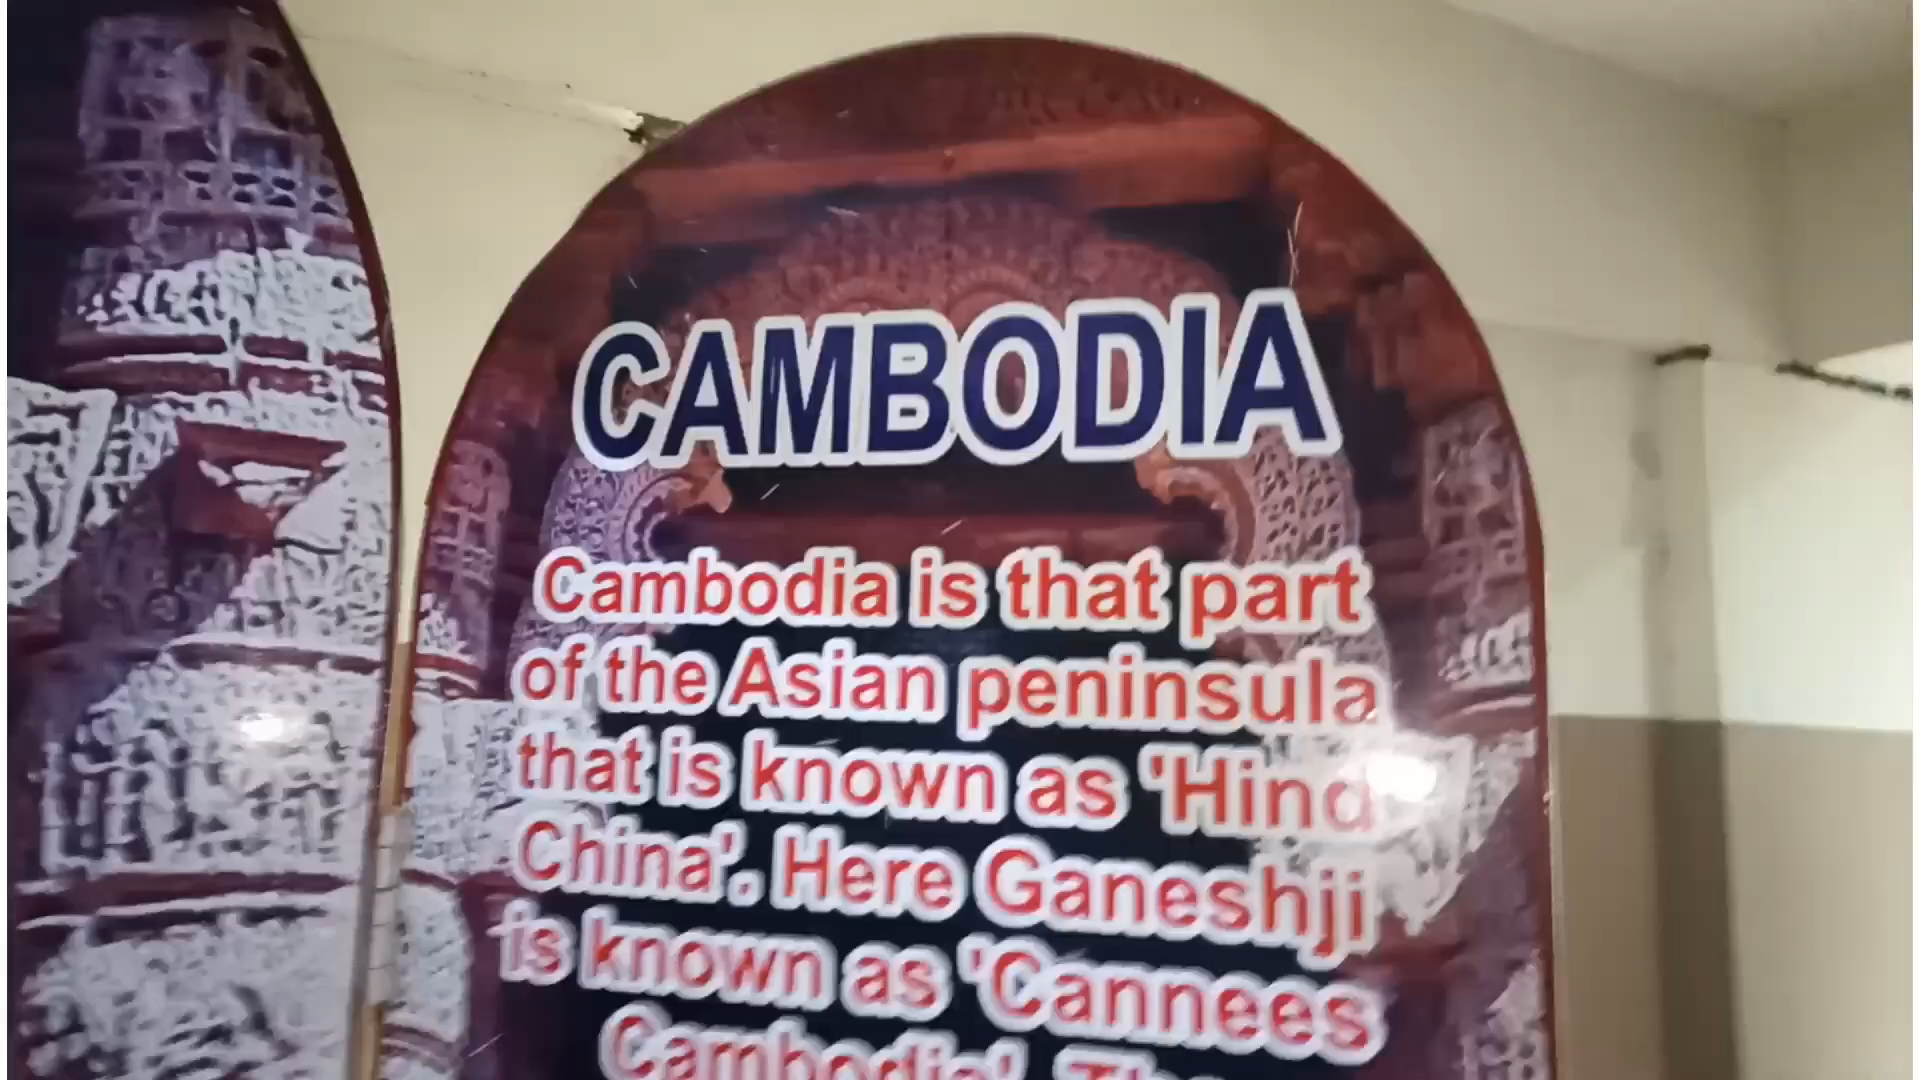 CAMBODIA
Cambodia is that part
of the Asian peninsula
that is known as 'Hind
China'. Here Ganeshji
is known as 'Cannees
Cambodia'.